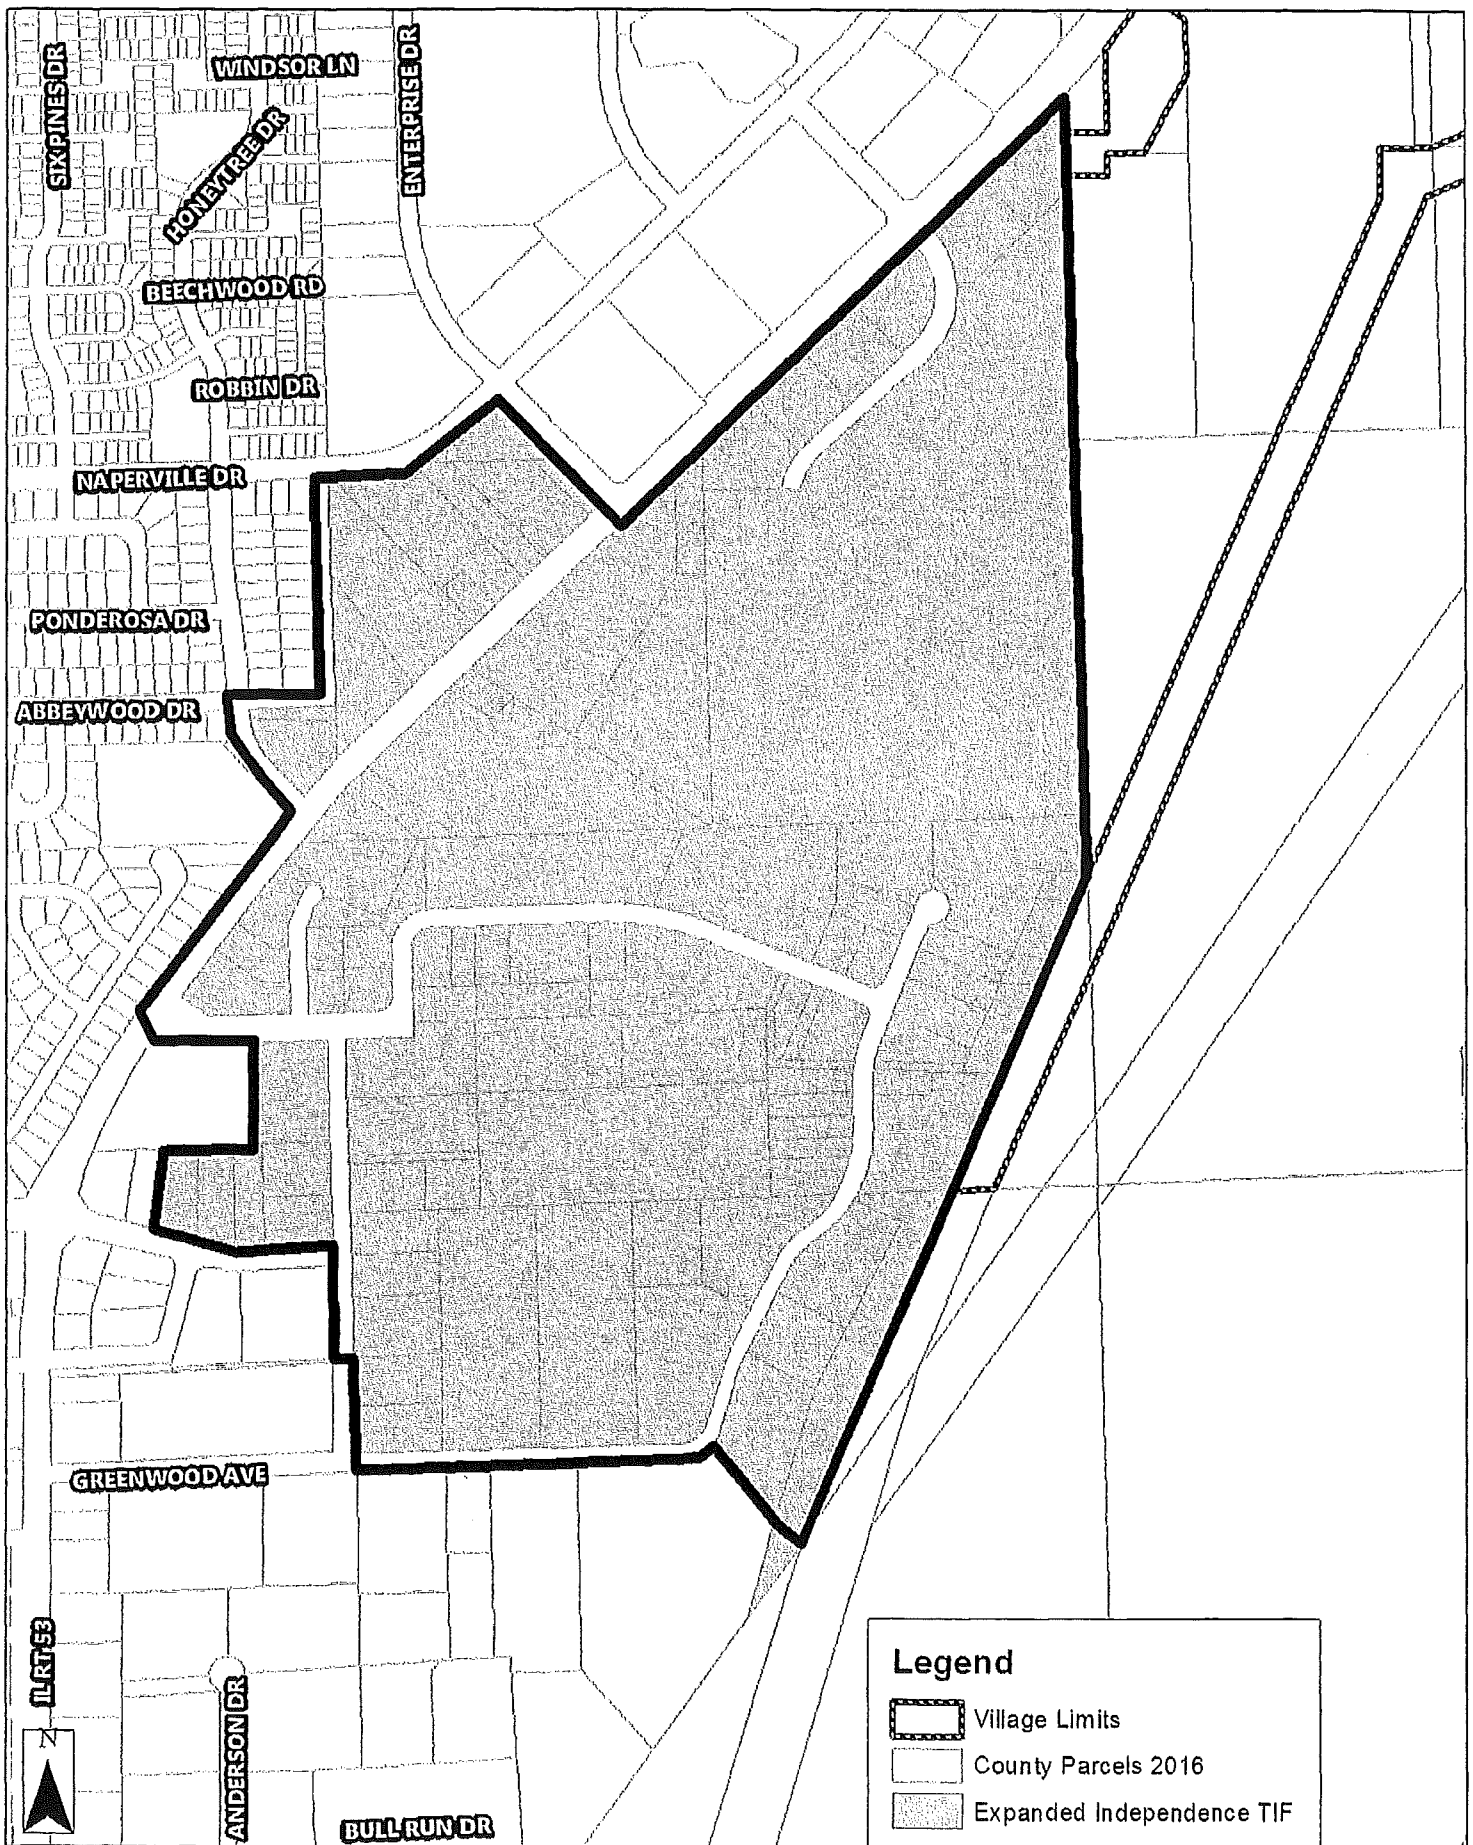 SIX PINES DR
WINDSOR LN
ENTERPRISE DR
HONEYTREE DR
BEECHWOOD RD
ROBBIN DR
NAPERVILLE DR
PONDEROSA DR
ABBEYWOOD DR
GREENWOOD AVE
IL RT 53
N
ANDERSON DR
BULL RUN DR
Legend
Village Limits
County Parcels 2016
Expanded Independence TIF